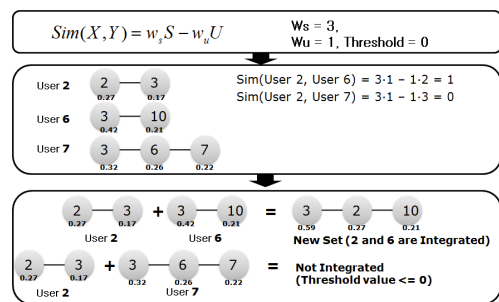 Sim(X,Y) = wsS − wuU
Ws = 3,
Wu = 1, Threshold = 0
User 2
2
3
0.27
0.17
Sim(User 2, User 6) = 3·1 – 1·2 = 1
Sim(User 2, User 7) = 3·1 – 1·3 = 0
User 6
3
10
0.42
0.21
User 7
3
6
7
0.32
0.26
0.22
2 3 + 3 10 = 3 2 10
0.27 0.17 0.42 0.21 0.59 0.27 0.21
User 2 User 6 New Set (2 and 6 are Integrated)
2 3 + 3 6 7 = Not Integrated
0.27 0.17 0.32 0.26 0.22 (Threshold value <= 0)
User 2 User 7